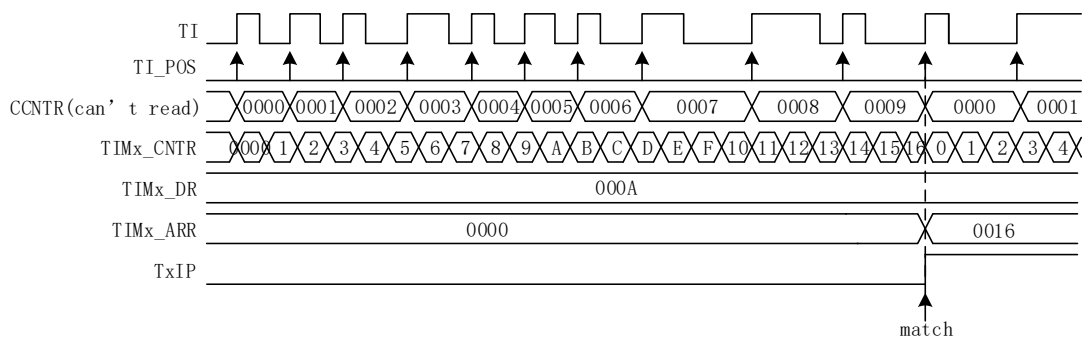 TI
TI_POS
CCNTR(can't read) 0000 0001 0002 0003 0004 0005 0006 0007 0008 0009 0000 0001
TIMx_CNTR 0000 1 2 3 4 5 6 7 8 9 A B C D E F 10 11 12 13 14 15 16 0 1 2 3 4
TIMx_DR 000A
TIMx_ARR 0000 0016
TxIP
match